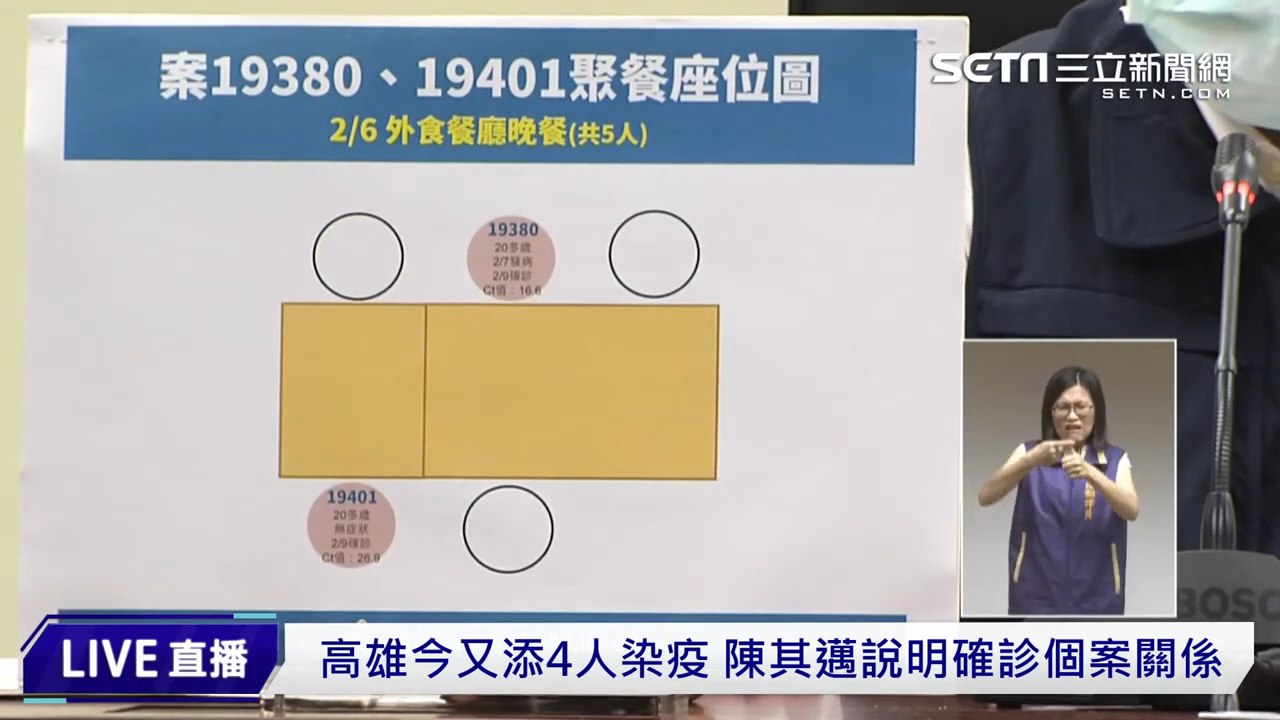 案19380、19401聚餐座位圖
2/6 外食餐廳晚餐(共5人)
SETN三立新聞網
SETN.COM
19380
20多歲
2/7發病
2/9確診
Ct值:16.6
19401
20多歲
無症狀
2/9確診
Ct值:26.9
BOSC
LIVE 直播
高雄今又添4人染疫 陳其邁說明確診個案關係